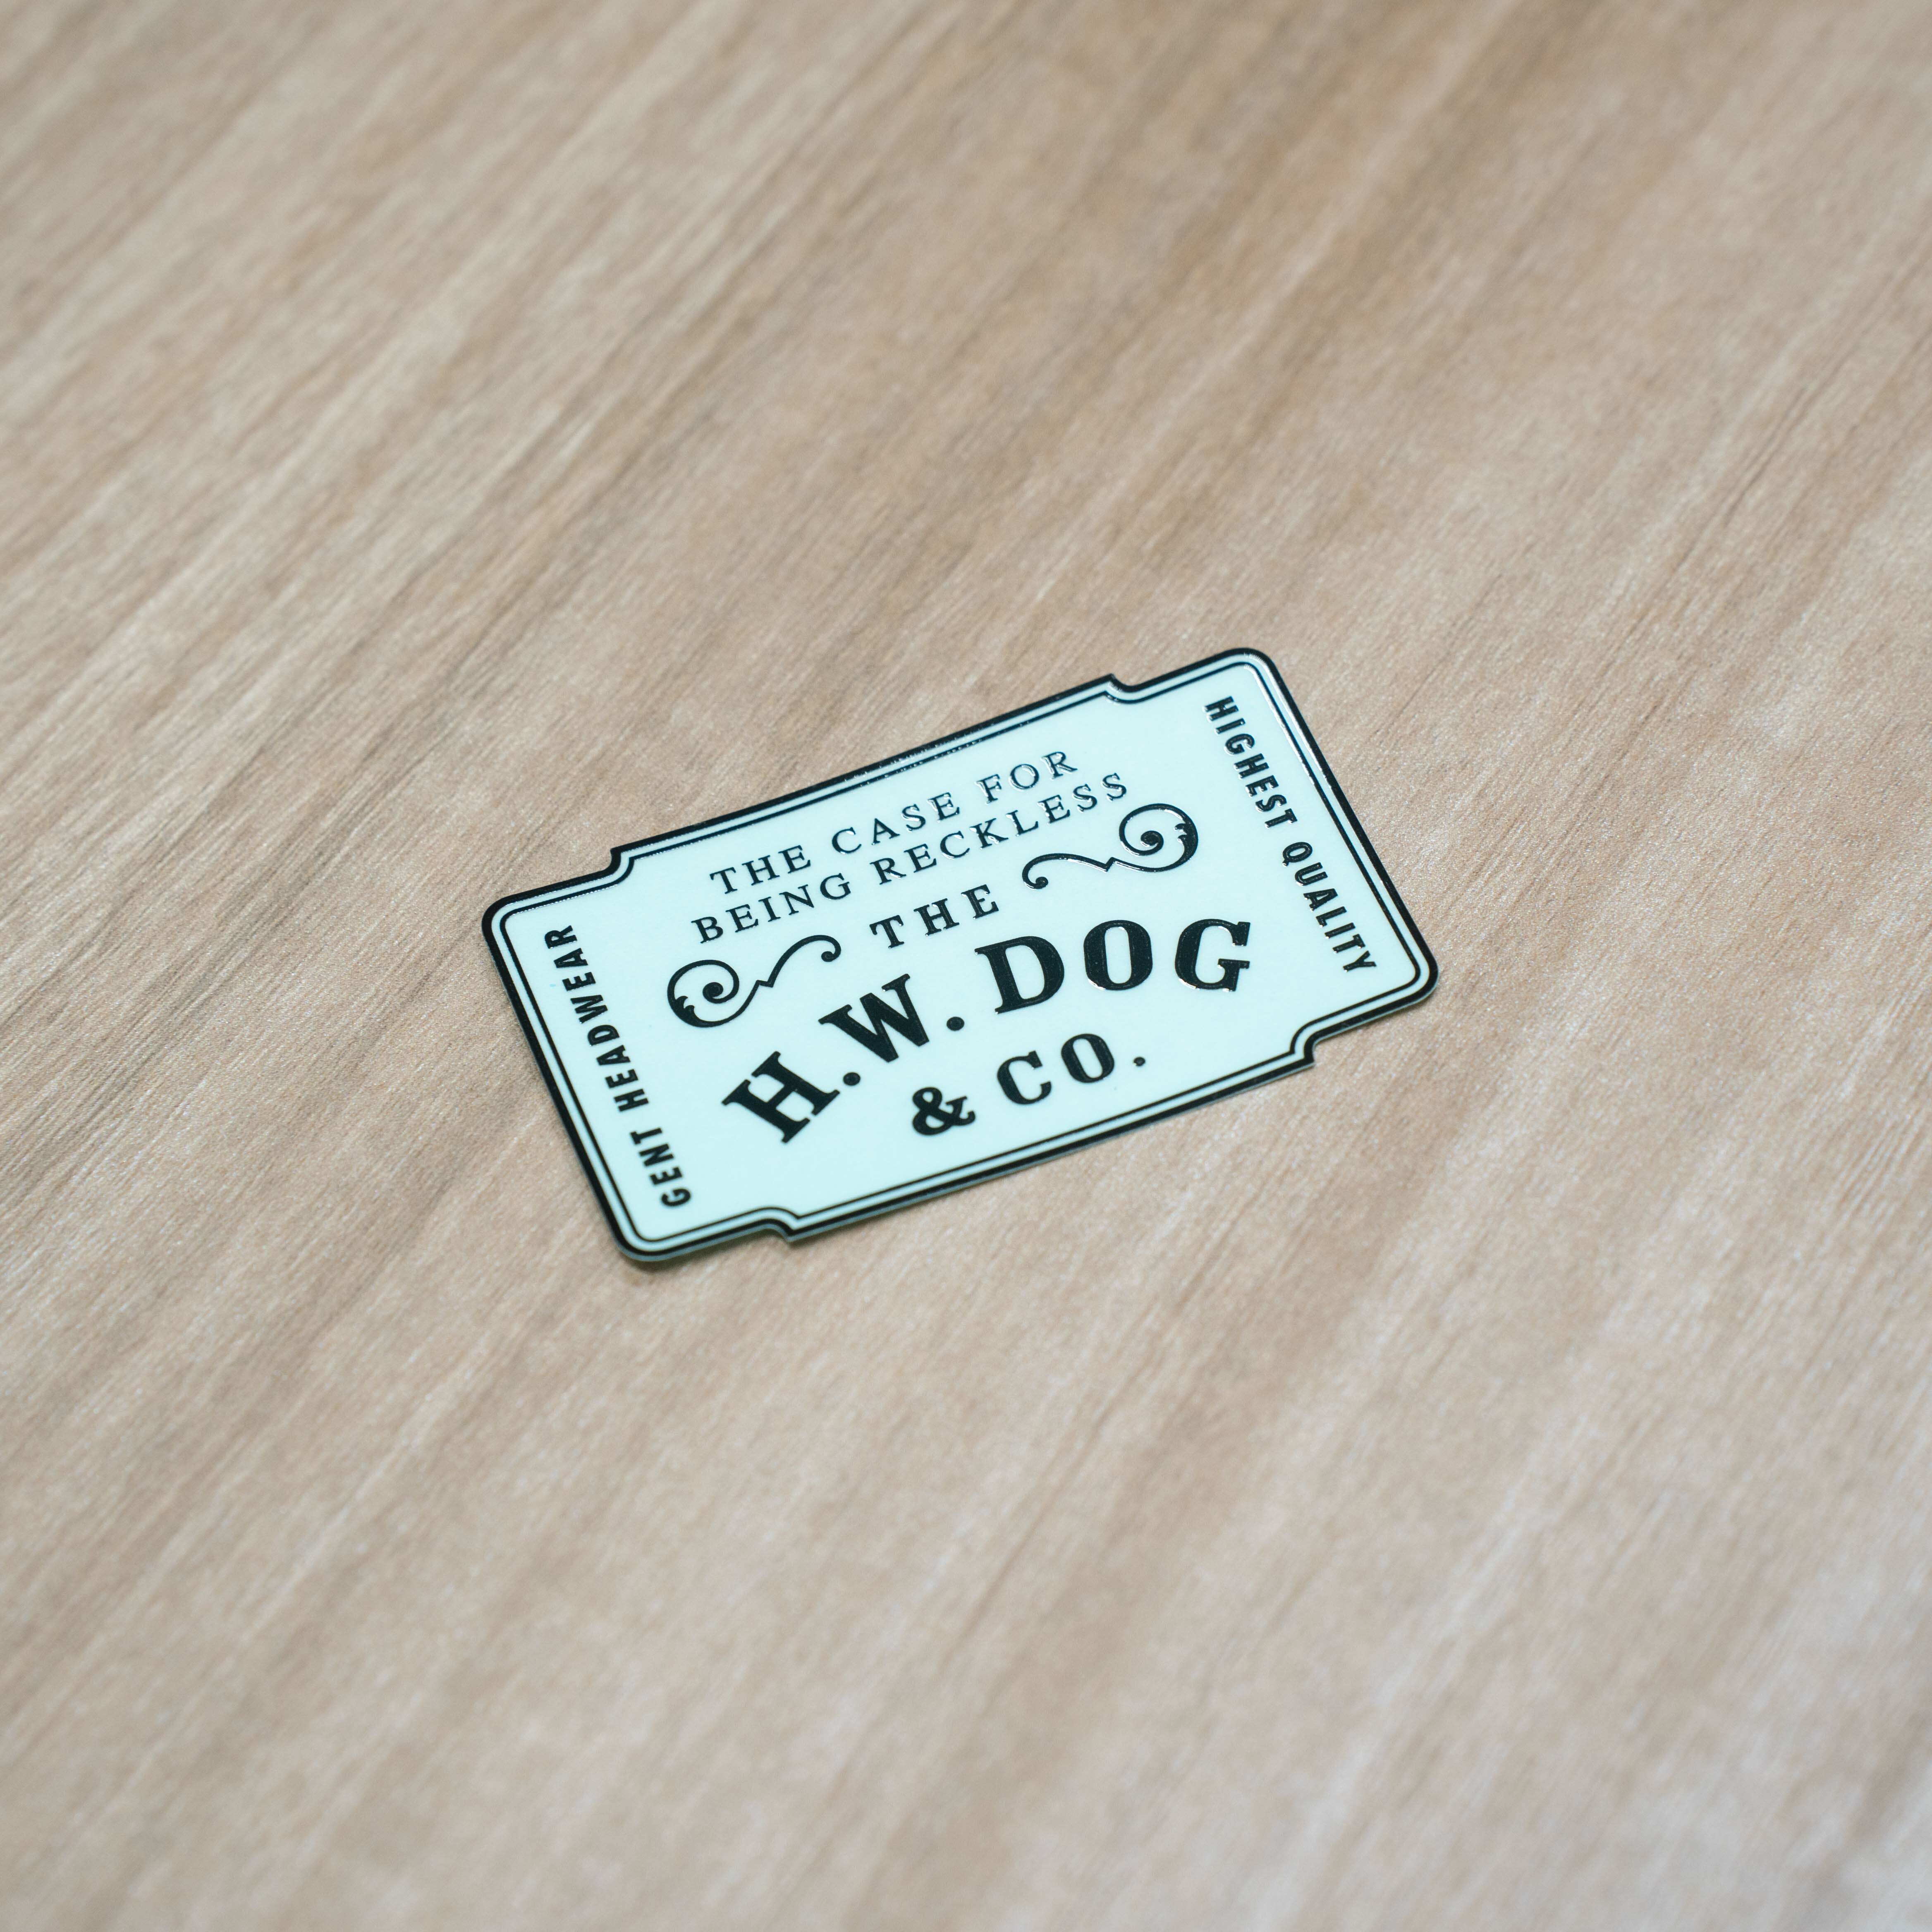 THE CASE FOR
BEING RECKLESS
THE
H.W. DOG
& CO.
GENT HEADWEAR
HIGHEST QUALITY